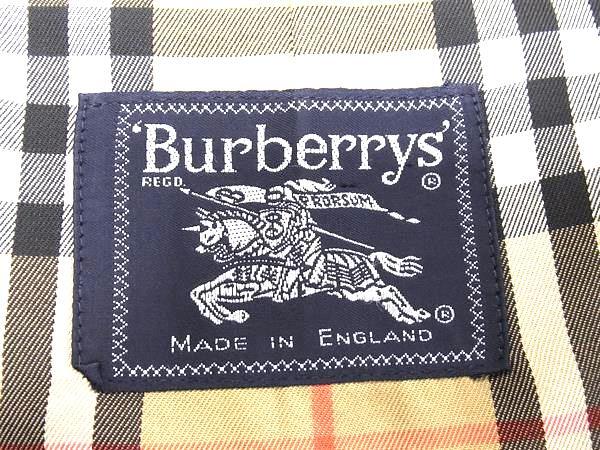 'Burberrys'
REGD. ®
PRORSUM
®
MADE IN ENGLAND